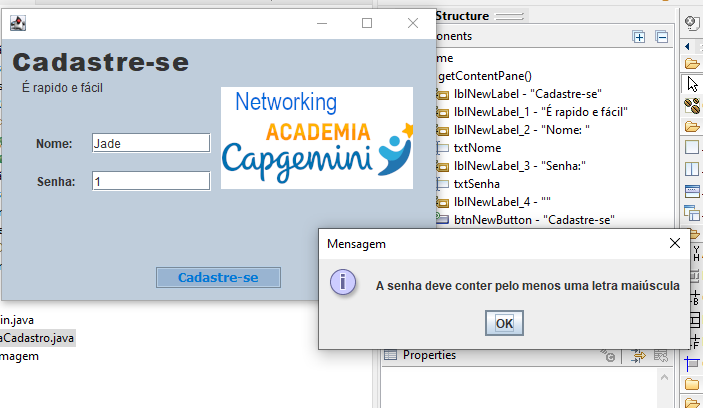 Structure
Cadastre-se
É rapido e fácil
Nome:
Jade
Senha:
1
Networking
ACADEMIA
Capgemini
Cadastre-se
onents
me
getContentPane()
lblNewLabel - "Cadastre-se"
lblNewLabel_1 - "É rapido e fácil"
lblNewLabel_2 - "Nome: "
txtNome
lblNewLabel_3 - "Senha:"
txtSenha
lblNewLabel_4 - ""
btnNewButton - "Cadastre-se"
Mensagem
A senha deve conter pelo menos uma letra maiúscula
OK
in.java
aCadastro.java
magem
Properties